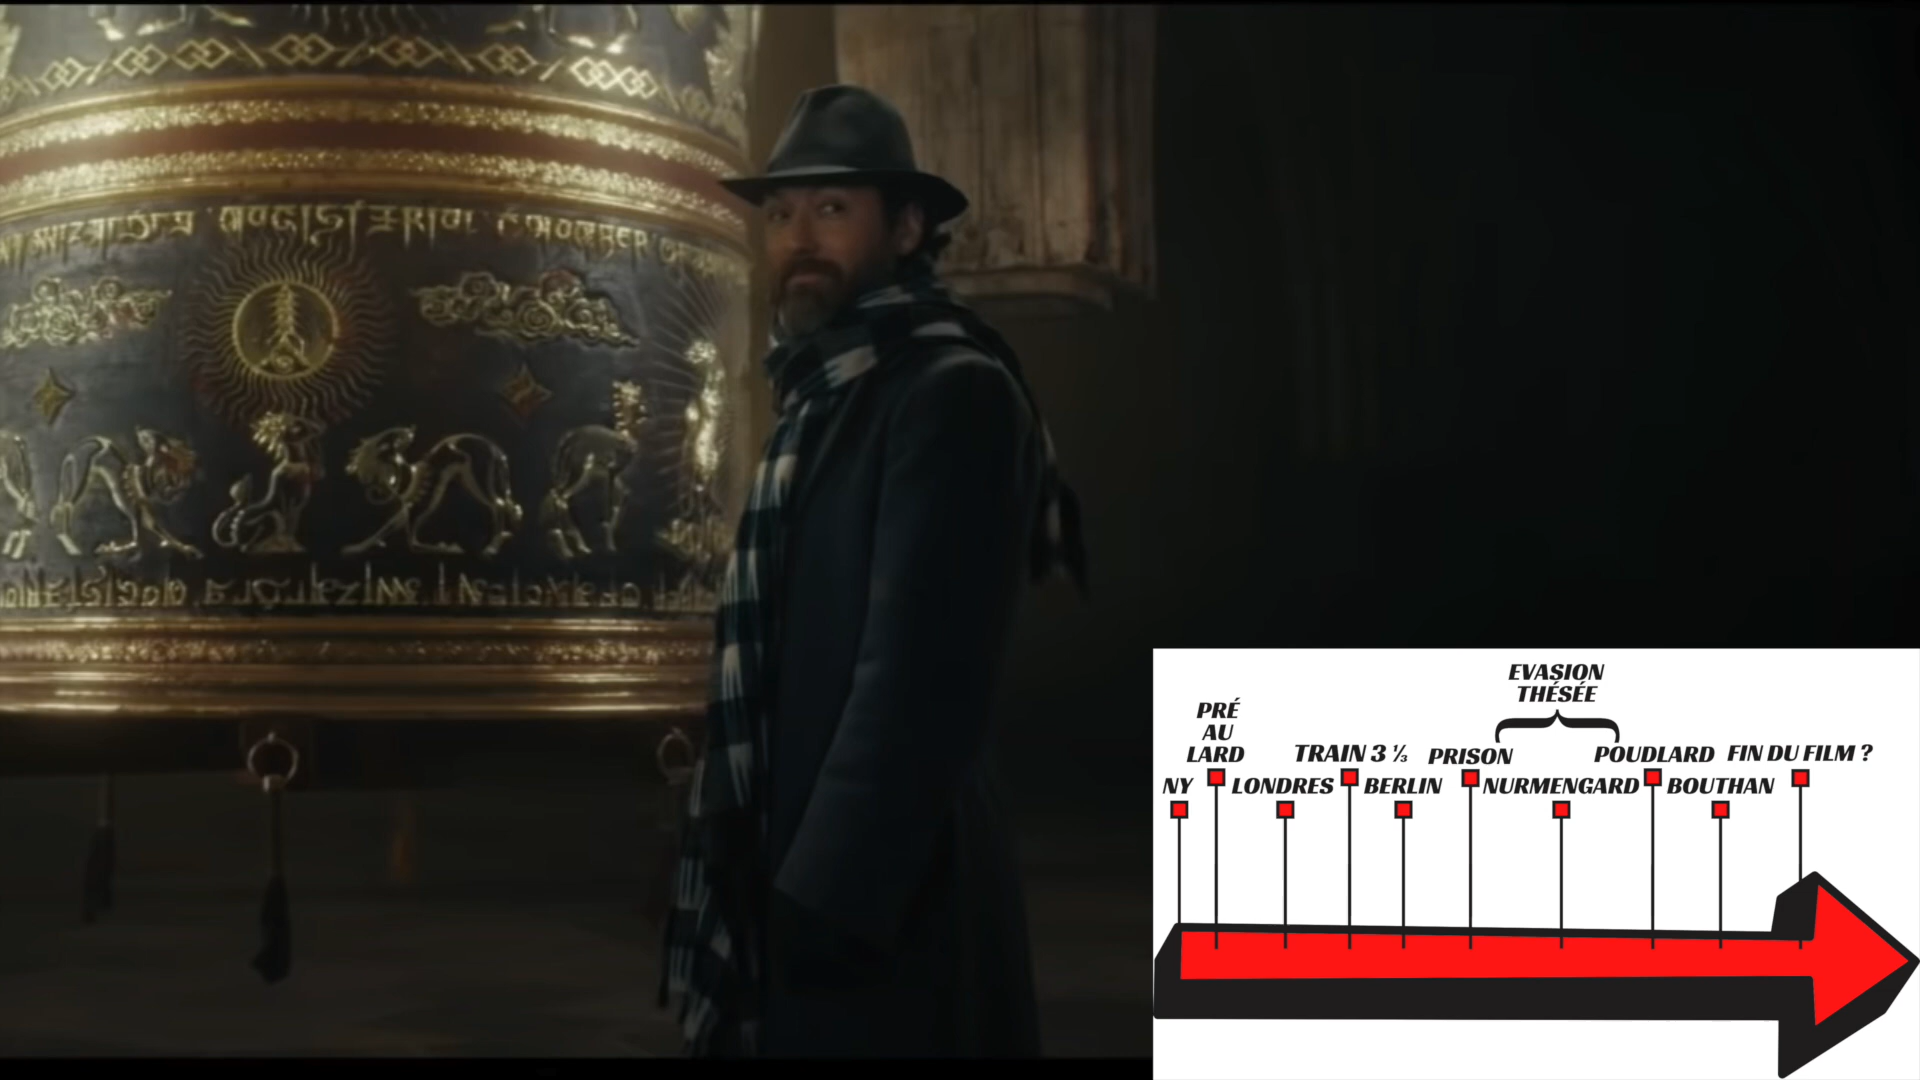 MAGISTERIAL
EVASION
THÉSÉE
PRÉ
AU
LARD
TRAIN 3 ⅓
PRISON
POUDLARD
FIN DU FILM ?
NY
LONDRES
BERLIN
NURMENGARD
BOUTHAN